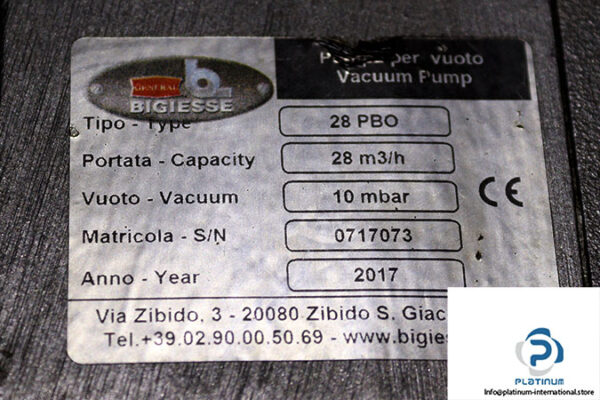 GENERAL
b.
BIGIESSE
per Vuoto
Vacuum Pump
Tipo - Type 28 PBO
Portata - Capacity 28 m3/h
Vuoto - Vacuum 10 mbar
CE
Matricola - S/N 0717073
Anno - Year 2017
Via Zibido, 3 - 20080 Zibido S. Giac
Tel.+39.02.90.00.50.69 - www.bigies
PLATINUM
Info@platinum-international.store